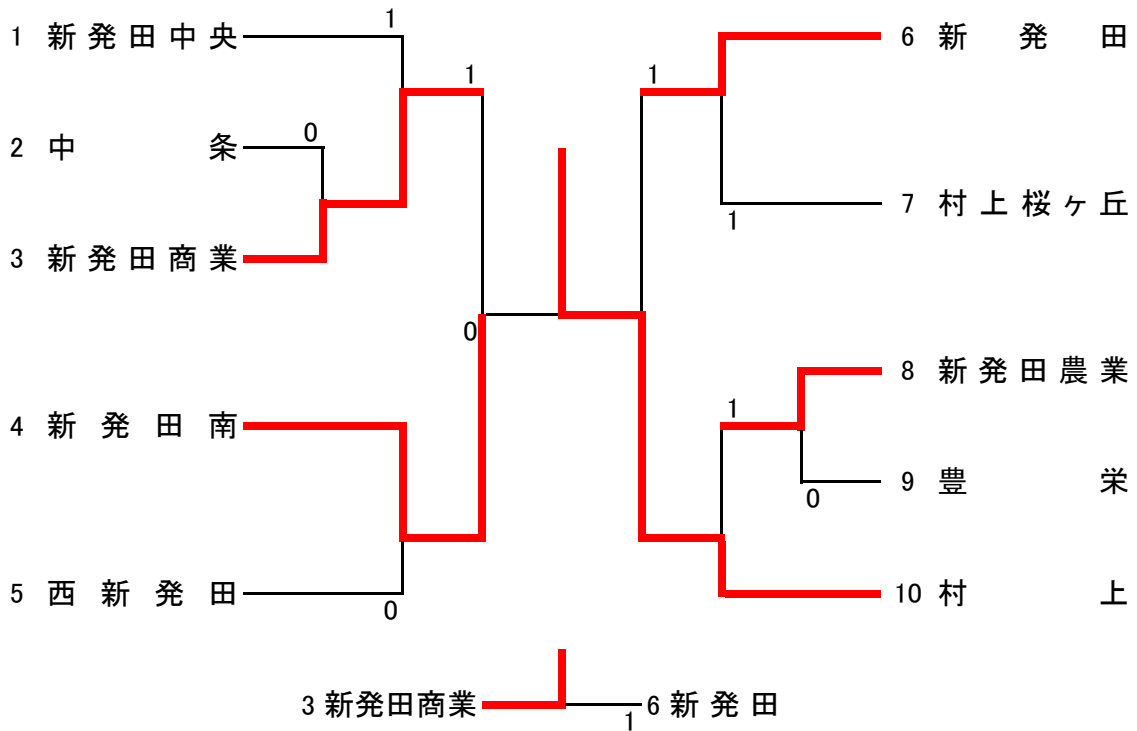 1 新発田中央
1
2 中条
0
3 新発田商業
1
4 新発田南
0
5 西新発田
0
6 新発田
1
7 村上桜ヶ丘
1
8 新発田農業
1
9 豊栄
0
10 村上
3 新発田商業
1
6 新発田